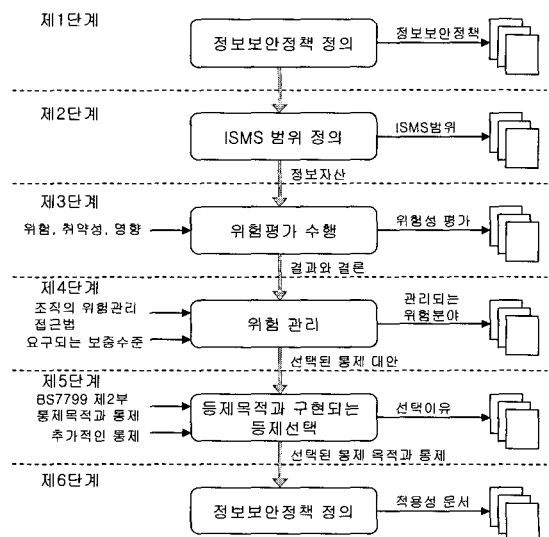 제1단계
정보보안정책 정의
정보보안정책
제2단계
ISMS 범위 정의
ISMS범위
정보자산
제3단계
위험, 취약성, 영향
위험평가 수행
위험성 평가
결과와 결론
제4단계
조직의 위험관리
접근법
요구되는 보증수준
위험 관리
관리되는
위험분야
선택된 통제 대안
제5단계
BS7799 제2부
통제목적과 통제
추가적인 통제
등제목적과 구현되는
등제선택
선택이유
선택된 통제 목적과 통제
제6단계
정보보안정책 정의
적용성 문서